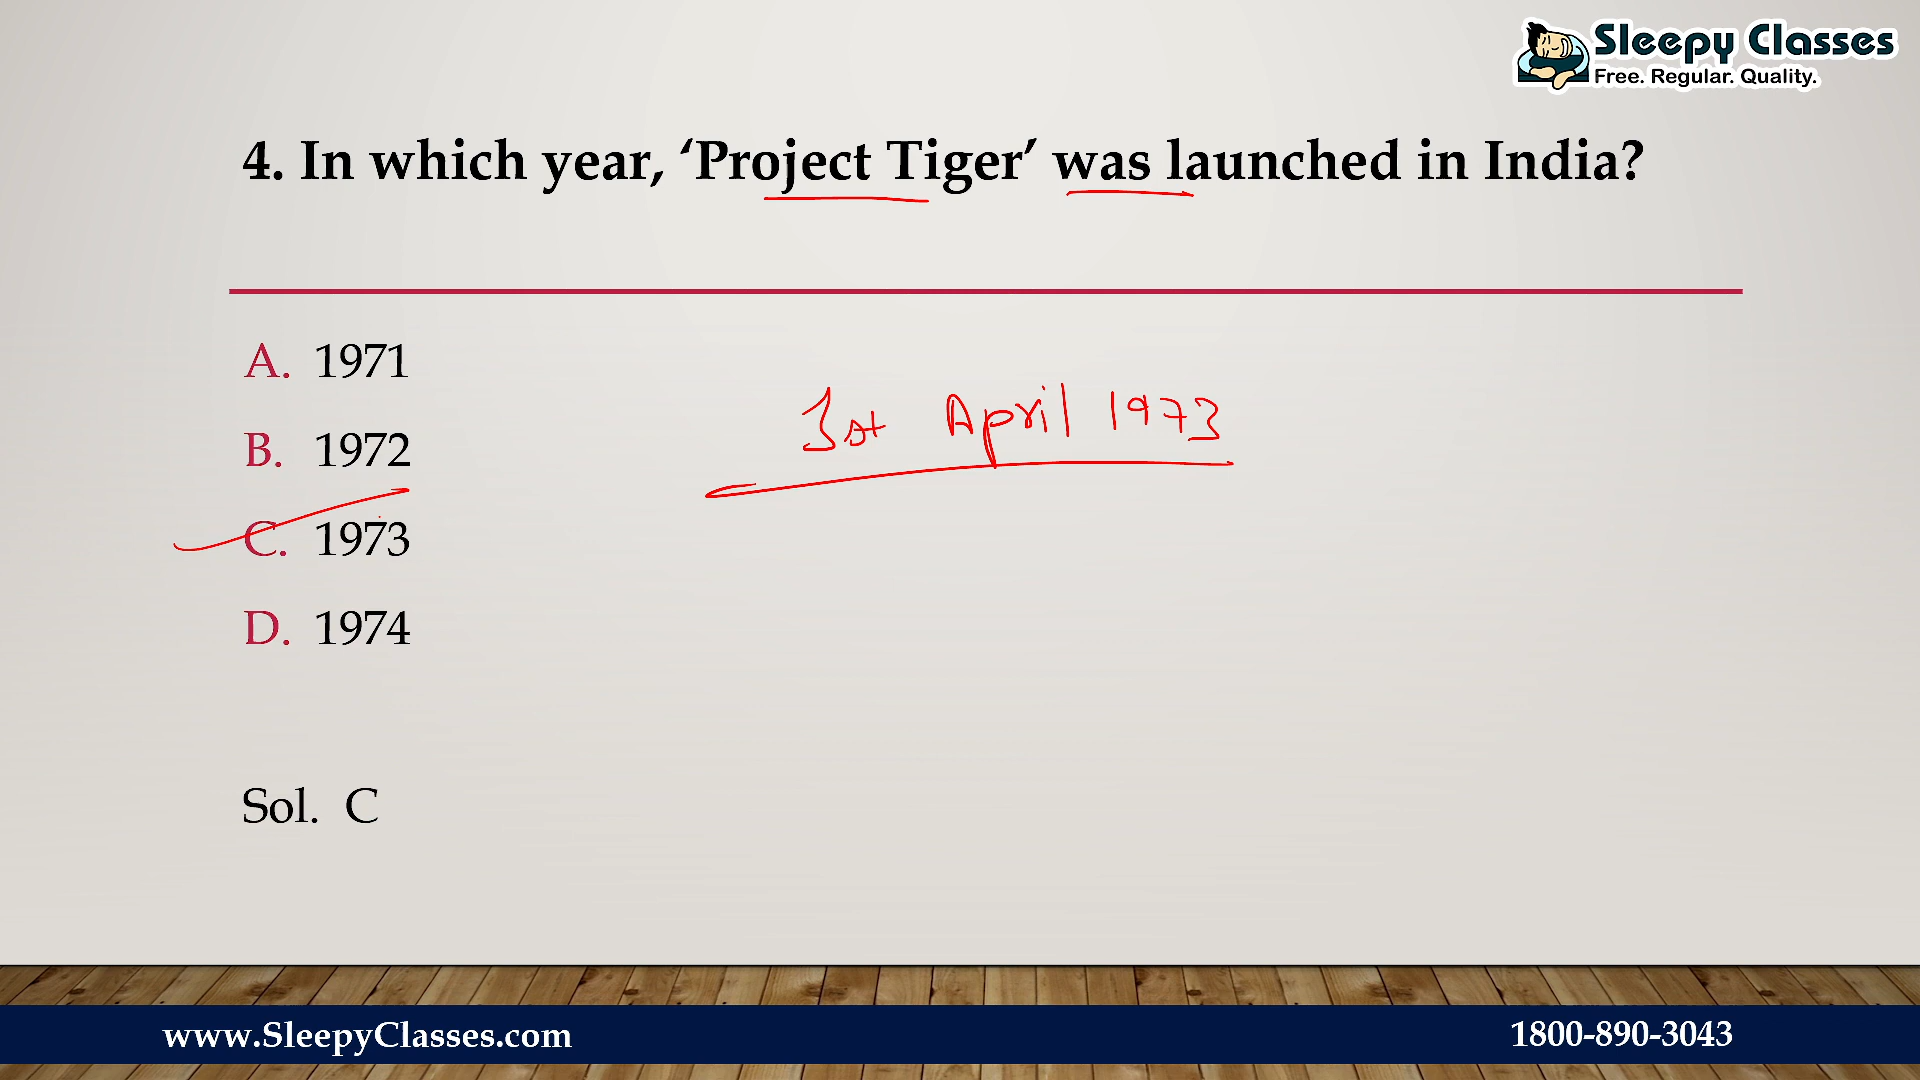 Sleepy Classes
Free. Regular. Quality.
4. In which year, ‘Project Tiger’ was launched in India?
A. 1971
B. 1972
C. 1973
D. 1974
1st April 1973
Sol. C
www.SleepyClasses.com
1800-890-3043